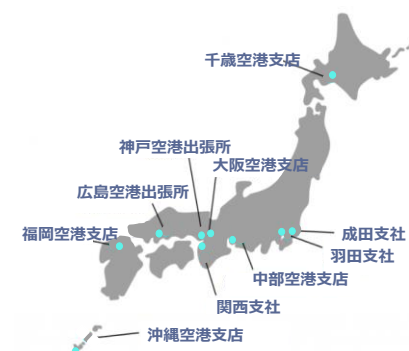 千歳空港支店
神戸空港出張所
大阪空港支店
広島空港出張所
福岡空港支店
成田支社
羽田支社
中部空港支店
関西支社
沖縄空港支店